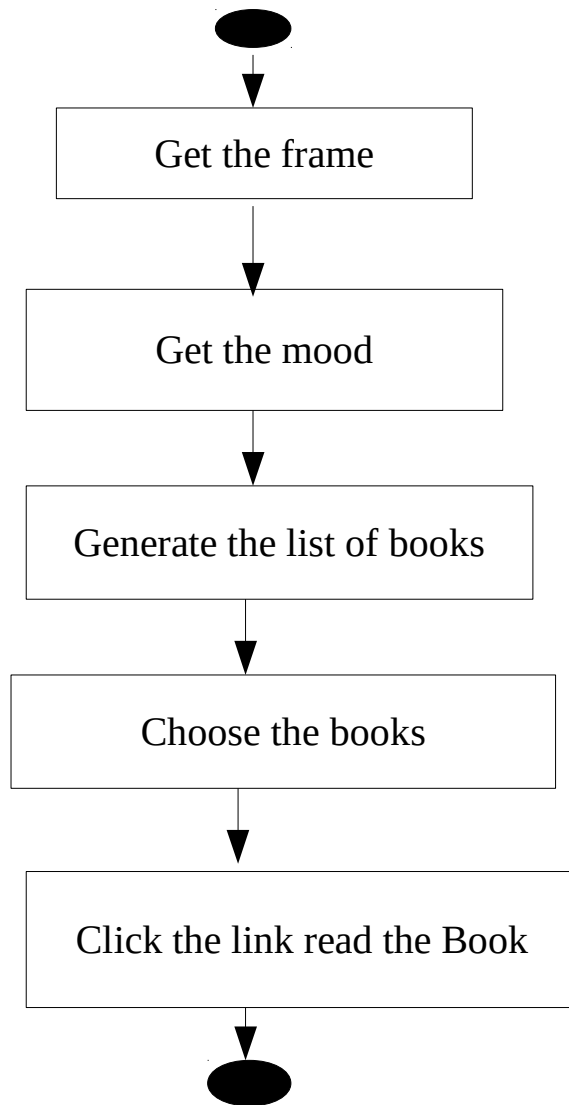 Get the frame
Get the mood
Generate the list of books
Choose the books
Click the link read the Book